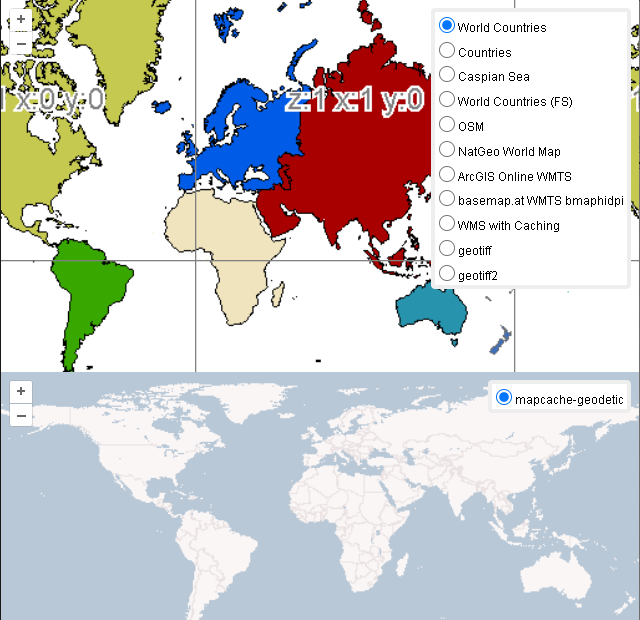 +
−
1 x:0 y:0
z:1 x:1 y:0
1
World Countries
Countries
Caspian Sea
World Countries (FS)
OSM
NatGeo World Map
ArcGIS Online WMTS
basemap.at WMTS bmaphidpi
WMS with Caching
geotiff
geotiff2
+
−
mapcache-geodetic